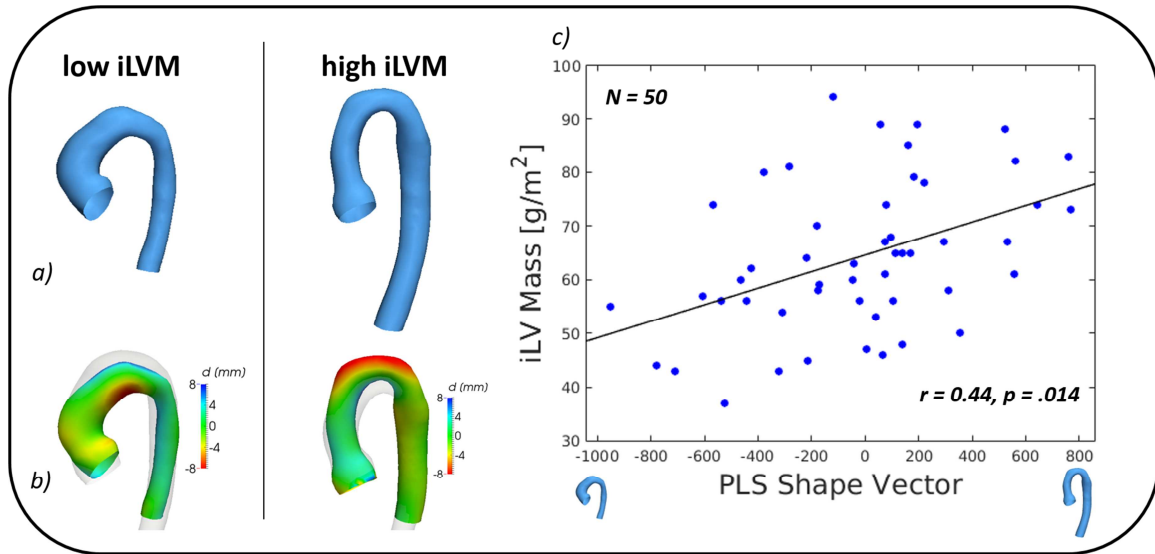 low iLVM
high iLVM
a)
b)
d (mm)
8
4
0
-4
-8
d (mm)
8
4
0
-4
-8
c)
N = 50
r = 0.44, p = .014
iLV Mass [g/m²]
100
90
80
70
60
50
40
30
-1000 -800 -600 -400 -200 0 200 400 600 800
PLS Shape Vector